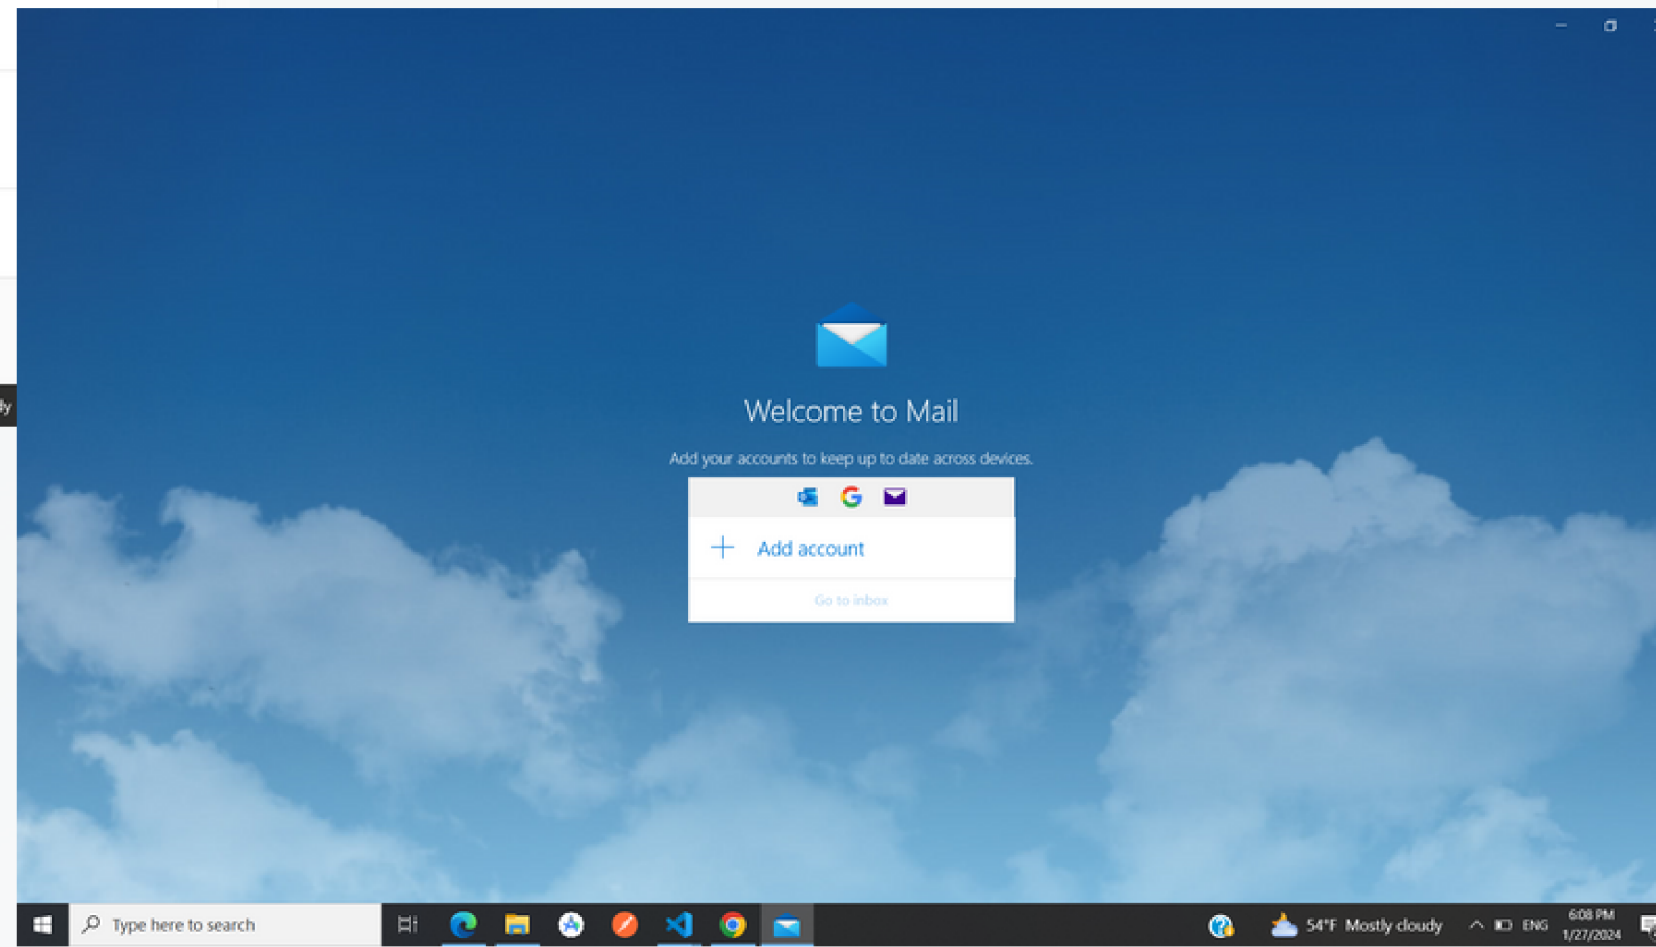 Welcome to Mail
Add your accounts to keep up to date across devices.
Add account
Go to inbox
Type here to search
54°F Mostly cloudy
ENG
6:08 PM
1/27/2024